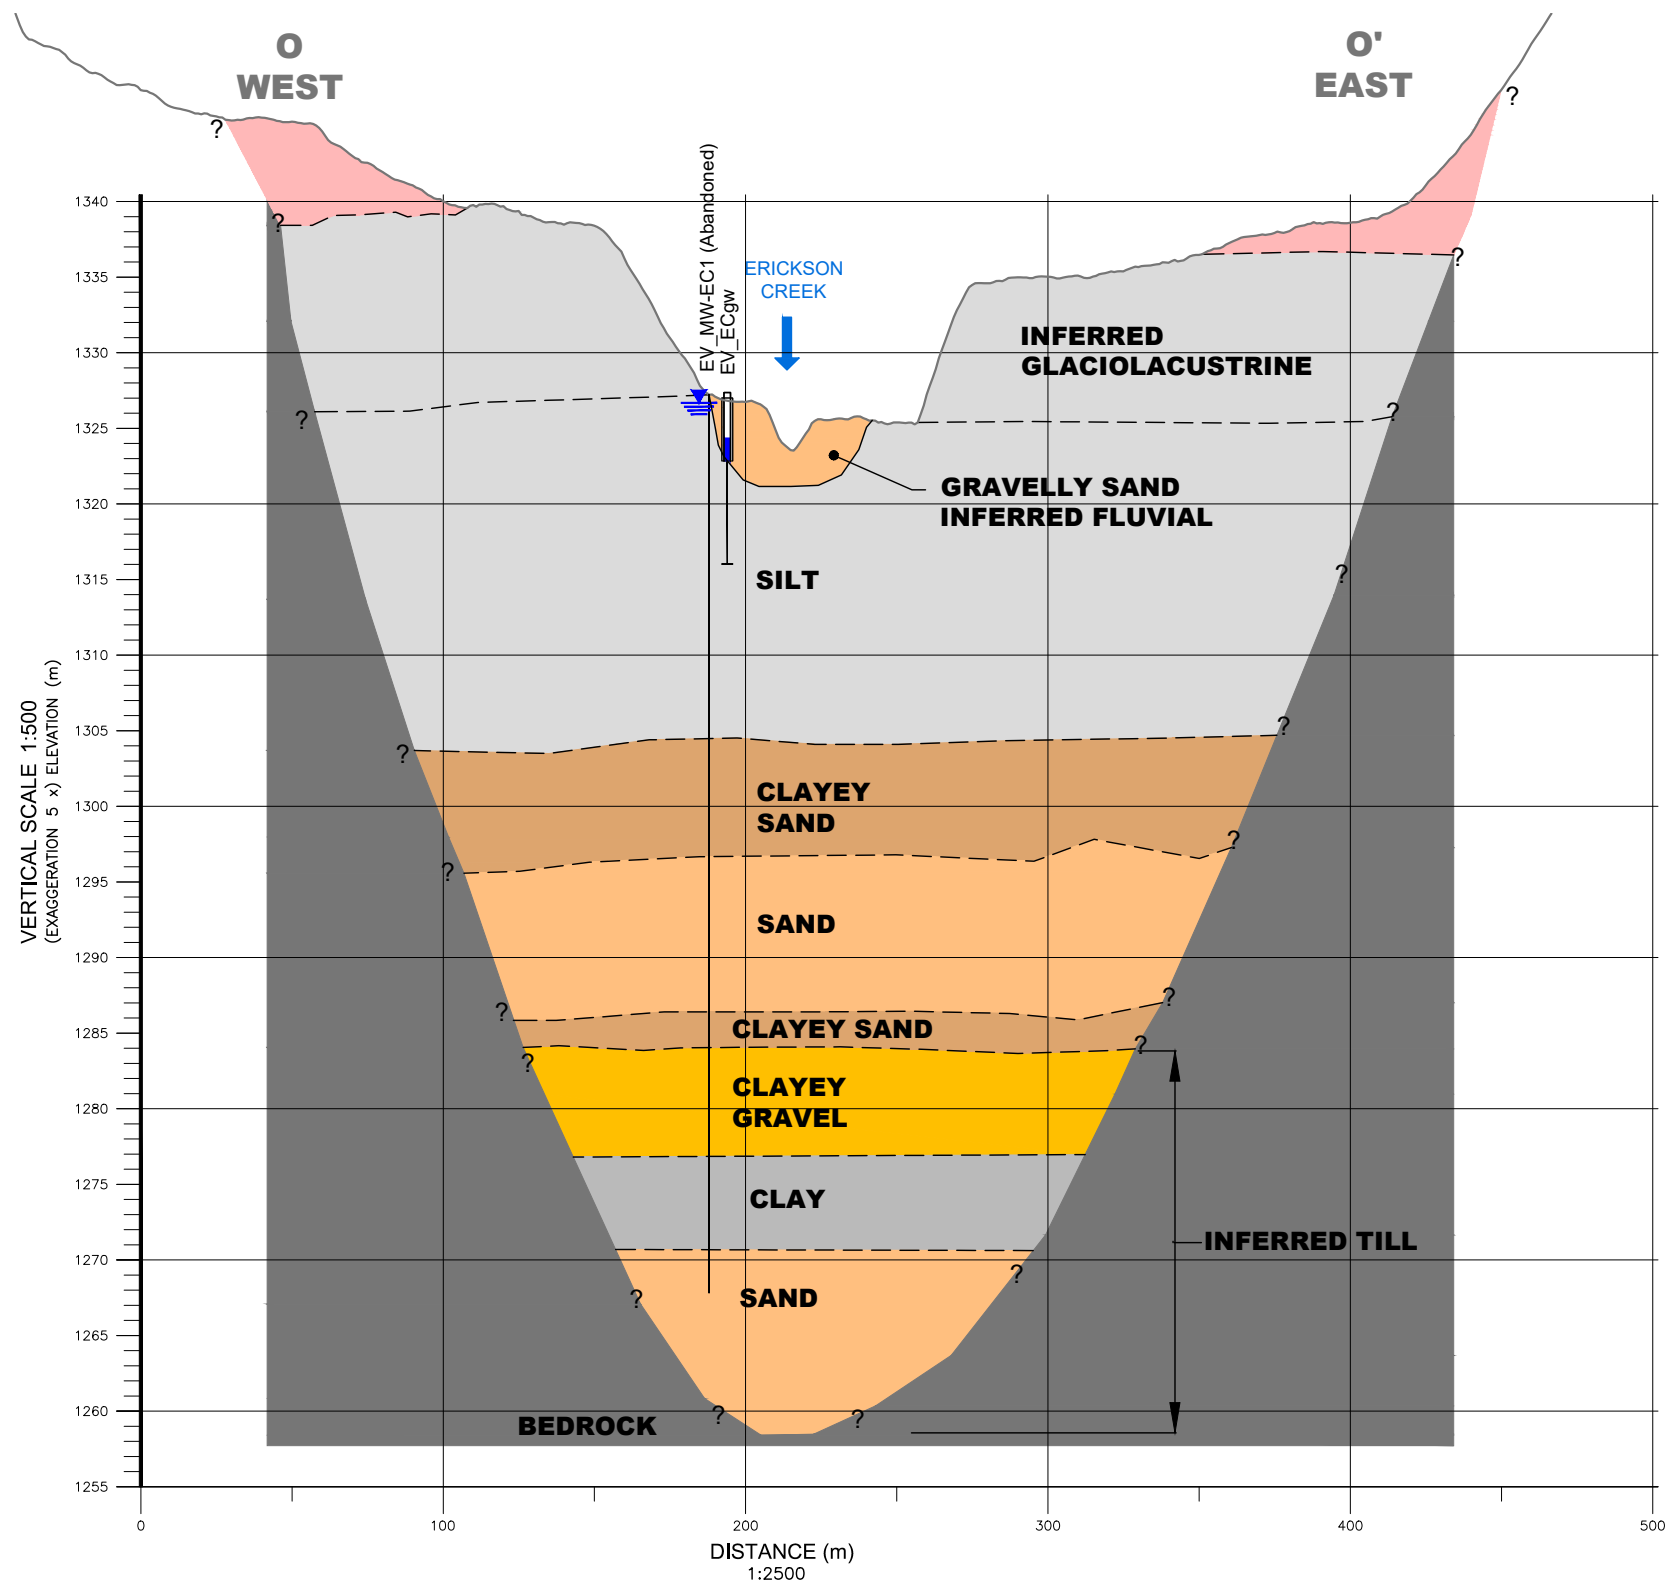 O
WEST
O'
EAST
?
?
EV_MW-EC1 (Abandoned)
EV_ECgw
ERICKSON
CREEK
1340
?
?
1335
INFERRED
GLACIOLACUSTRINE
1330
?
?
1325
GRAVELLY SAND
INFERRED FLUVIAL
1320
SILT
?
1315
1310
VERTICAL SCALE 1:500
(EXAGGERATION 5 x) ELEVATION (m)
1305
?
?
CLAYEY
SAND
1300
?
?
1295
SAND
1290
?
?
1285
CLAYEY SAND
?
?
CLAYEY
GRAVEL
1280
1275
CLAY
INFERRED TILL
1270
?
?
SAND
1265
1260
?
?
BEDROCK
1255
0
100
200
300
400
500
DISTANCE (m)
1:2500